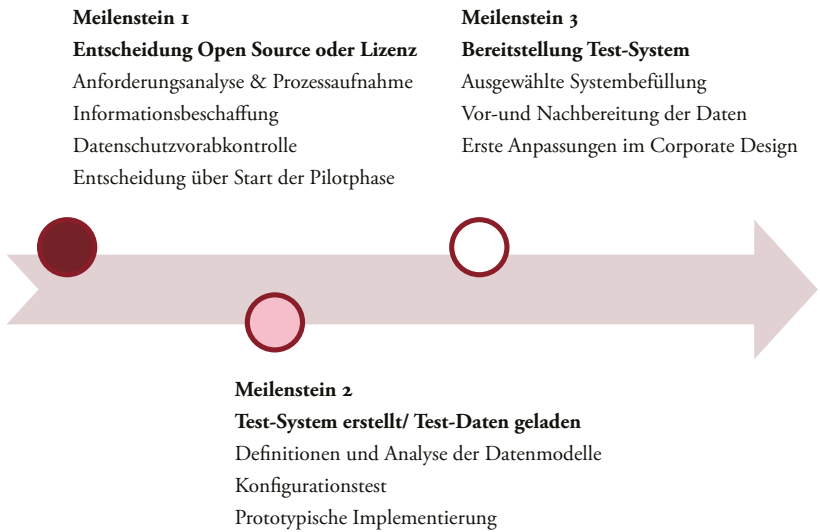 Meilenstein 1
Entscheidung Open Source oder Lizenz
Anforderungsanalyse & Prozessaufnahme
Informationsbeschaffung
Datenschutzvorabkontrolle
Entscheidung über Start der Pilotphase
Meilenstein 3
Bereitstellung Test-System
Ausgewählte Systembefüllung
Vor-und Nachbereitung der Daten
Erste Anpassungen im Corporate Design
Meilenstein 2
Test-System erstellt/ Test-Daten geladen
Definitionen und Analyse der Datenmodelle
Konfigurationstest
Prototypische Implementierung